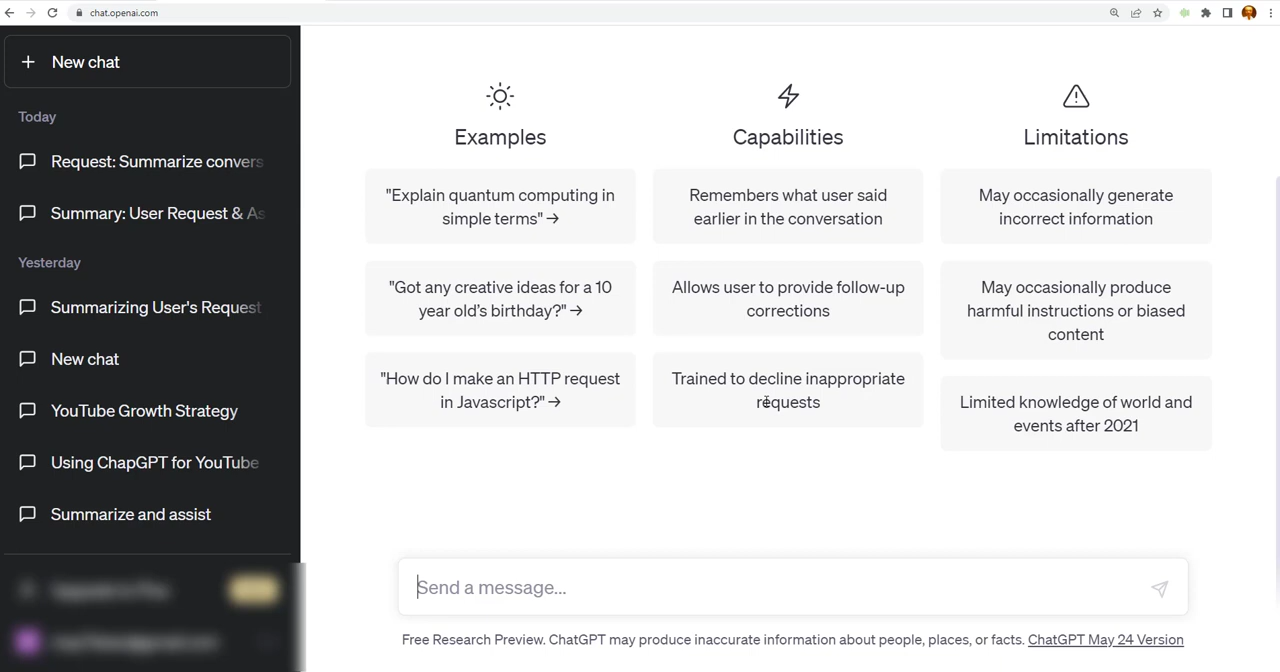 chat.openai.com
New chat
Today
Request: Summarize convers
Summary: User Request & As
Yesterday
Summarizing User's Request
New chat
YouTube Growth Strategy
Using ChapGPT for YouTube
Summarize and assist
Examples
"Explain quantum computing in
simple terms" →
"Got any creative ideas for a 10
year old's birthday?" →
"How do I make an HTTP request
in Javascript?" →
Capabilities
Remembers what user said
earlier in the conversation
Allows user to provide follow-up
corrections
Trained to decline inappropriate
requests
Limitations
May occasionally generate
incorrect information
May occasionally produce
harmful instructions or biased
content
Limited knowledge of world and
events after 2021
Send a message...
Free Research Preview. ChatGPT may produce inaccurate information about people, places, or facts. ChatGPT May 24 Version